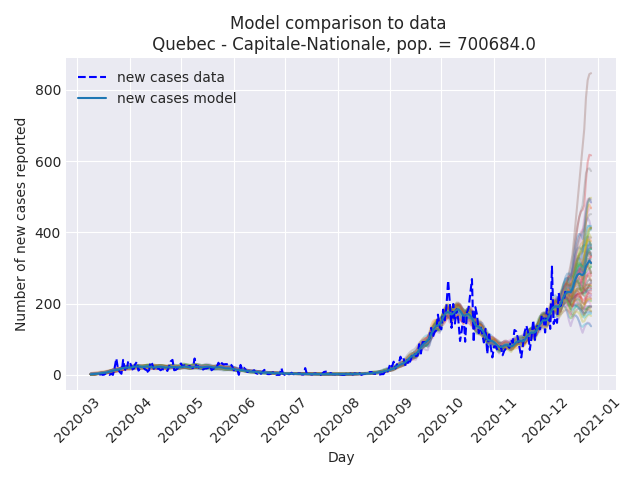 Model comparison to data
Quebec - Capitale-Nationale, pop. = 700684.0
new cases data
new cases model
Number of new cases reported
800
600
400
200
0
2020-03
2020-04
2020-05
2020-06
2020-07
2020-08
2020-09
2020-10
2020-11
2020-12
2021-01
Day